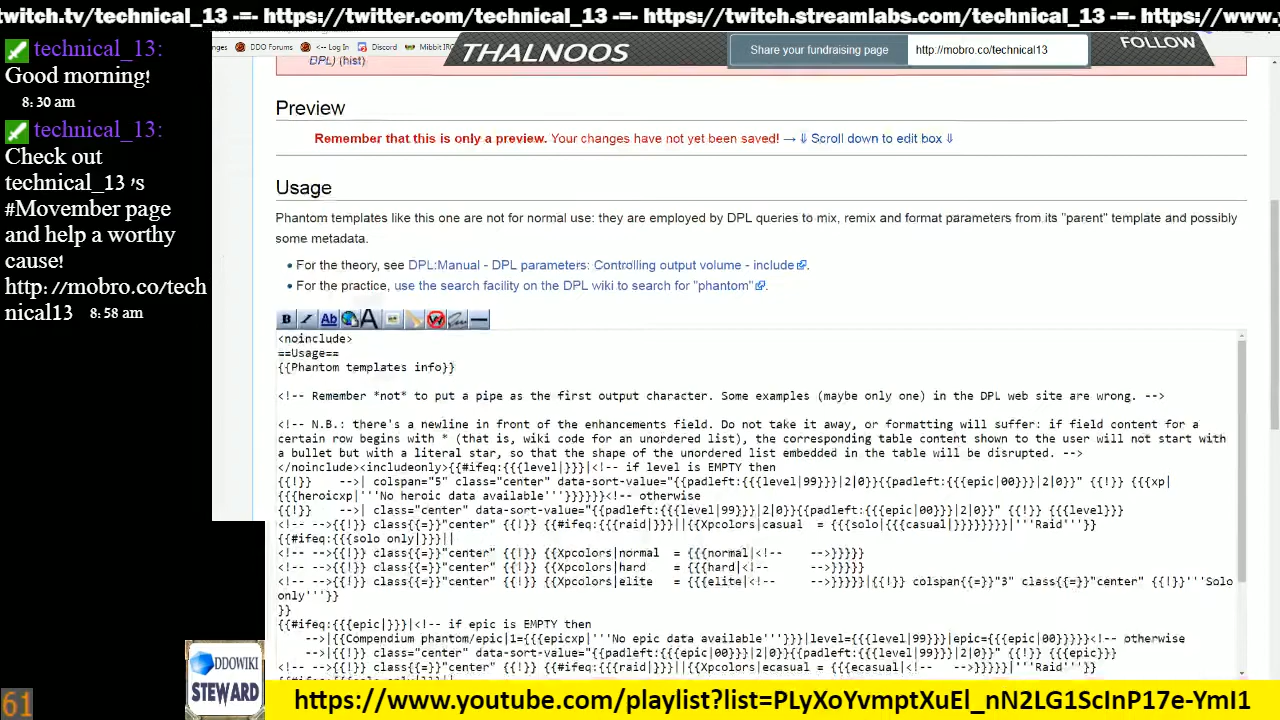 twitch.tv/technical_13 -=- https://twitter.com/technical_13 -=- https://twitch.streamlabs.com/technical_13 -=- https://www.y
technical_13:
Good morning!
8:30 am
technical_13:
Check out
technical_13 's
#Movember page
and help a worthy
cause!
http://mobro.co/tech
nical13 8:58 am
nges DDO Forums <-- Log In Discord Mibbit IRC
THALNOOS
Share your fundraising page http://mobro.co/technical13
FOLLOW
DPL) (hist)
Preview
Remember that this is only a preview. Your changes have not yet been saved! → ⇓ Scroll down to edit box ⇓
Usage
Phantom templates like this one are not for normal use: they are employed by DPL queries to mix, remix and format parameters from its "parent" template and possibly
some metadata.
• For the theory, see DPL:Manual - DPL parameters: Controlling output volume - include.
• For the practice, use the search facility on the DPL wiki to search for "phantom".
B I Ab A W
<noinclude>
==Usage==
{{Phantom templates info}}
<!-- Remember *not* to put a pipe as the first output character. Some examples (maybe only one) in the DPL web site are wrong. -->
<!-- N.B.: there's a newline in front of the enhancements field. Do not take it away, or formatting will suffer: if field content for a
certain row begins with * (that is, wiki code for an unordered list), the corresponding table content shown to the user will not start with
a bullet but with a literal star, so that the shape of the unordered list embedded in the table will be disrupted. -->
</noinclude><includeonly>{{#ifeq:{{{level|}}}|<!-- if level is EMPTY then
{{!}} -->| colspan="5" class="center" data-sort-value="{{padleft:{{{level|99}}}|2|0}}{{padleft:{{{epic|00}}}|2|0}}" {{!}} {{{xp|
{{{heroicxp|'''No heroic data available'''}}}}}}<!-- otherwise
{{!}} -->| class="center" data-sort-value="{{padleft:{{{level|99}}}|2|0}}{{padleft:{{{epic|00}}}|2|0}}" {{!}} {{{level}}}
<!-- -->{{!}} class{{=}}"center" {{!}} {{#ifeq:{{{raid|}}}||{{Xpcolors|casual = {{{solo|{{{casual|}}}}}}}}|'''Raid'''}}
{{#ifeq:{{{solo only|}}}||
<!-- -->{{!}} class{{=}}"center" {{!}} {{Xpcolors|normal = {{{normal|<!-- -->}}}}}
<!-- -->{{!}} class{{=}}"center" {{!}} {{Xpcolors|hard = {{{hard|<!-- -->}}}}}
<!-- -->{{!}} class{{=}}"center" {{!}} {{Xpcolors|elite = {{{elite|<!-- -->}}}}}|{{!}} colspan{{=}}"3" class{{=}}"center" {{!}}'''Solo
only'''}}
}}
{{#ifeq:{{{epic|}}}|<!-- if epic is EMPTY then
-->|{{Compendium phantom/epic|1={{{epicxp|'''No epic data available'''}}}|level={{{level|99}}}|epic={{{epic|00}}}}}<!-- otherwise
-->|{{!}} class="center" data-sort-value="{{padleft:{{{epic|00}}}|2|0}}{{padleft:{{{level|99}}}|2|0}}" {{!}} {{{epic}}}
<!-- -->{{!}} class{{=}}"center" {{!}} {{#ifeq:{{{raid|}}}||{{Xpcolors|ecasual = {{{ecasual|<!-- -->}}}}}|'''Raid'''}}
DDOWIKI
STEWARD
61
https://www.youtube.com/playlist?list=PLyXoYvmptXuEl_nN2LG1ScInP17e-YmI1